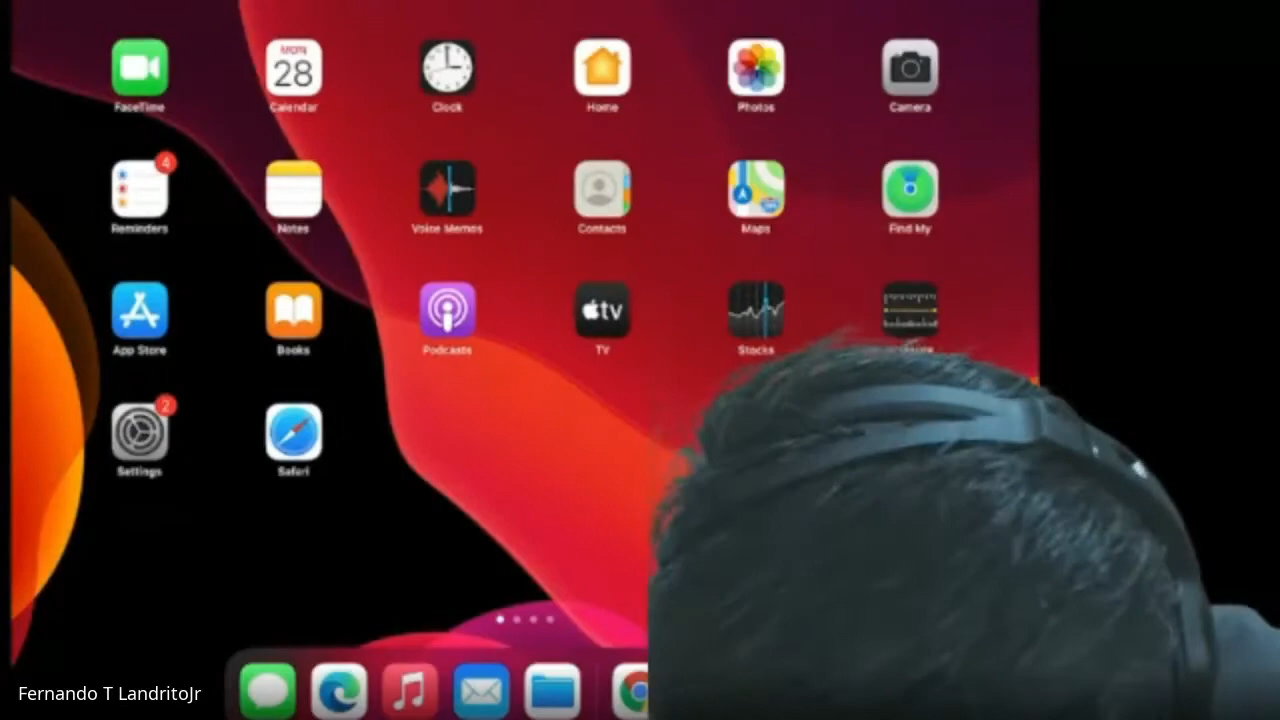 MON
28
FaceTime
Calendar
Clock
Home
Photos
Camera
4
Reminders
Notes
Voice Memos
Contacts
Maps
Find My
App Store
Books
Podcasts
tv
TV
Stocks
2
Settings
Safari
Fernando T LandritoJr